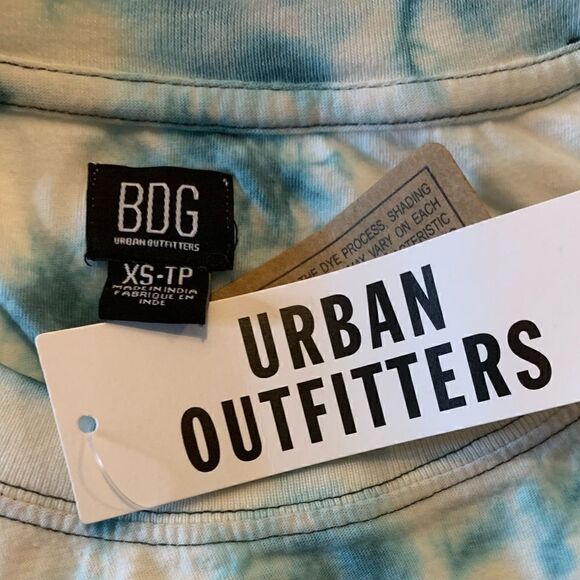 BDG
URBAN OUTFITTERS
XS-TP
MADE IN INDIA
FABRIQUE EN
INDE
THE DYE PROCESS, SHADING
MAY VARY ON EACH
URBAN
OUTFITTERS